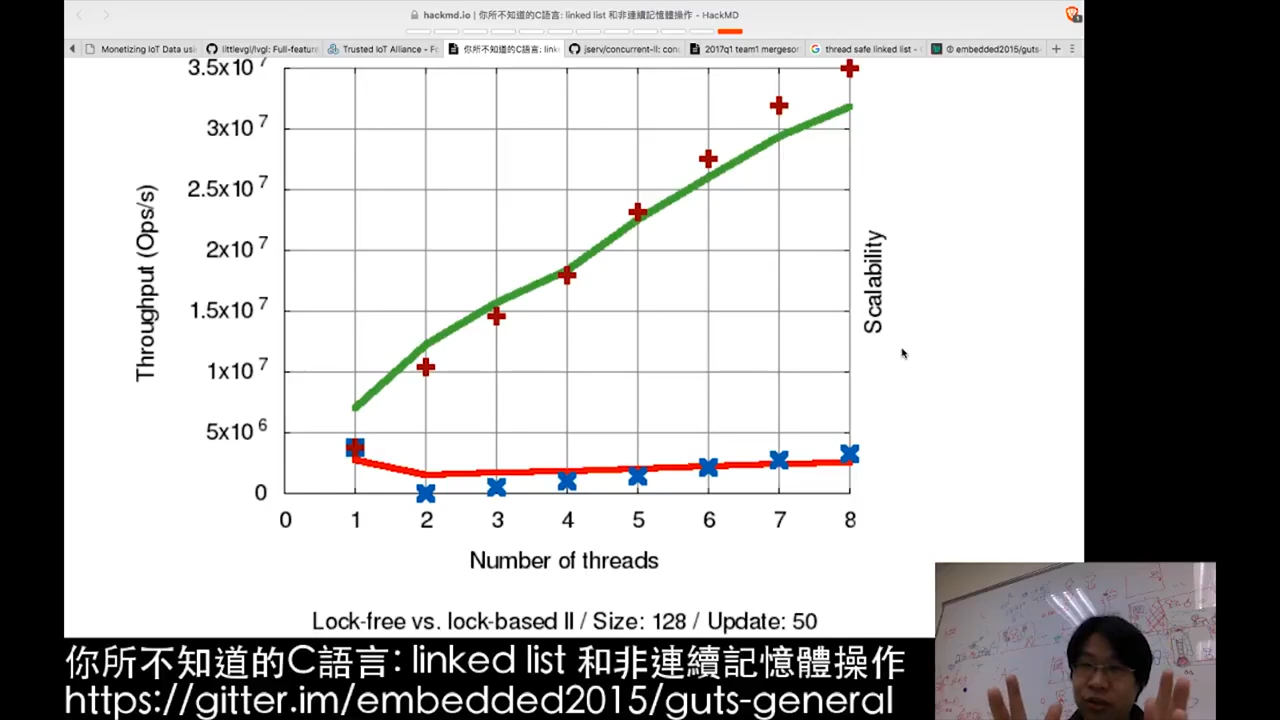 hackmd.io | 你所不知道的C語言: linked list 和非連續記憶體操作 - HackMD
Monetizing IoT Data usi
littlevgl/lvgl: Full-feature
Trusted IoT Alliance - F
你所不知道的C語言: link
jserv/concurrent-ll: con
2017q1 team1 mergesor
thread safe linked list -
embedded2015/guts-
3.5x10 7
3x10 7
2.5x10 7
2x10 7
1.5x10 7
1x10 7
5x10 6
0
Throughput (Ops/s)
Scalability
0 1 2 3 4 5 6 7 8
Number of threads
Lock-free vs. lock-based ll / Size: 128 / Update: 50
你所不知道的C語言: linked list 和非連續記憶體操作
https://gitter.im/embedded2015/guts-general